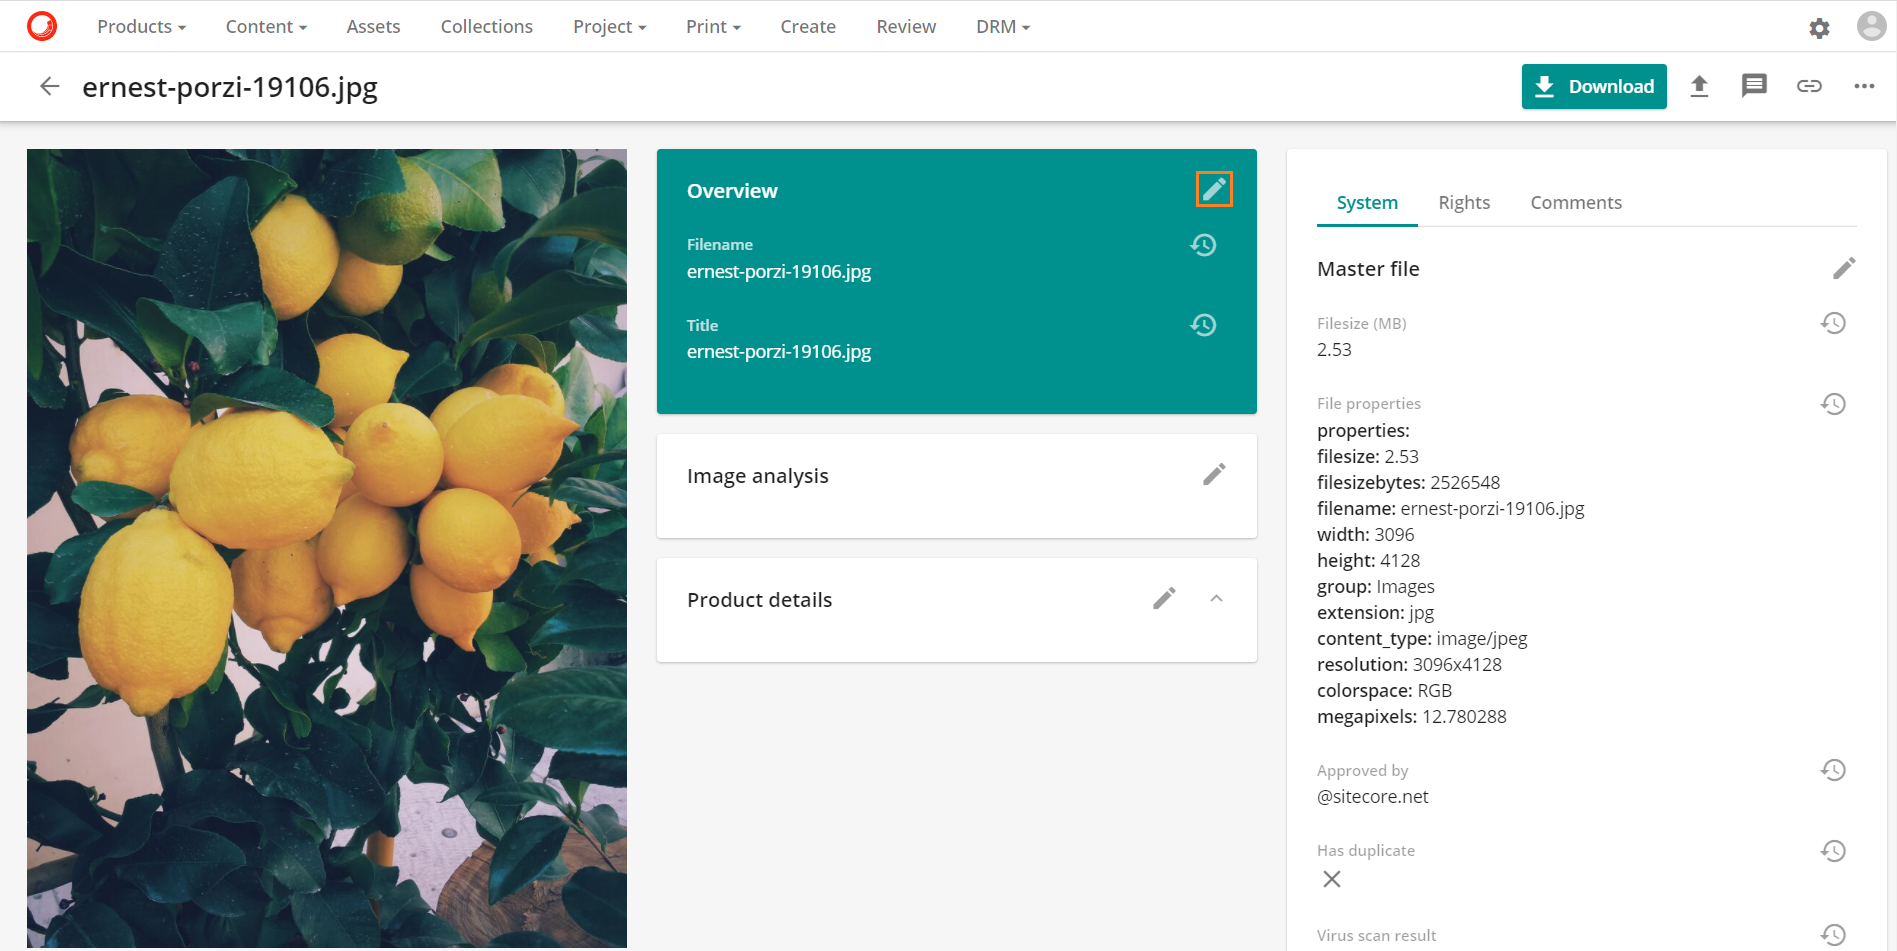 Products Content Assets Collections Project Print Create Review DRM
ernest-porzi-19106.jpg
Download
Overview
Filename
ernest-porzi-19106.jpg
Title
ernest-porzi-19106.jpg
Image analysis
Product details
System Rights Comments
Master file
Filesize (MB)
2.53
File properties
properties:
filesize: 2.53
filesizebytes: 2526548
filename: ernest-porzi-19106.jpg
width: 3096
height: 4128
group: Images
extension: jpg
content_type: image/jpeg
resolution: 3096x4128
colorspace: RGB
megapixels: 12.780288
Approved by
@sitecore.net
Has duplicate
Virus scan result